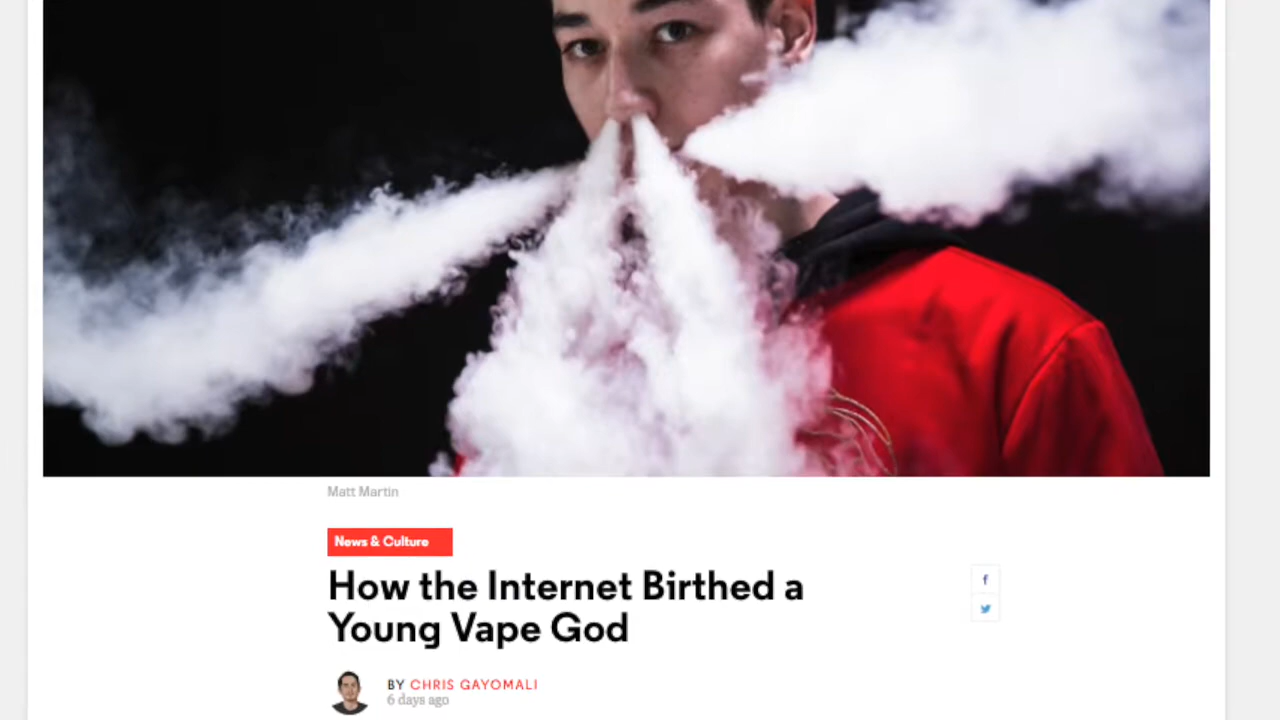 Matt Martin
News & Culture
How the Internet Birthed a
Young Vape God
BY CHRIS GAYOMALI
6 days ago